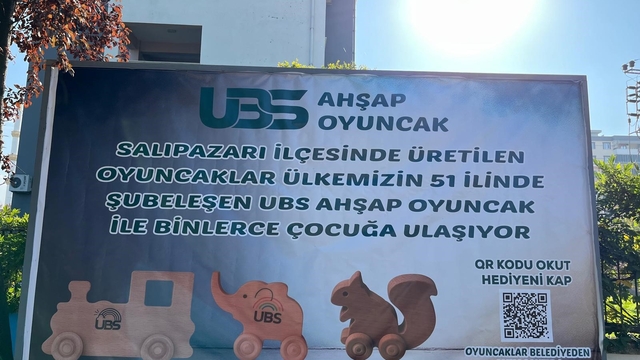 UBS AHŞAP
OYUNCAK
SALIPAZARI İLÇESİNDE ÜRETİLEN
OYUNCAKLAR ÜLKEMİZİN 51 İLİNDE
ŞUBELEŞEN UBS AHŞAP OYUNCAK
İLE BİNLERCE ÇOCUĞA ULAŞIYOR
QR KODU OKUT
HEDİYENİ KAP
UBS
UBS
OYUNCAKLAR BELEDİYEDEN